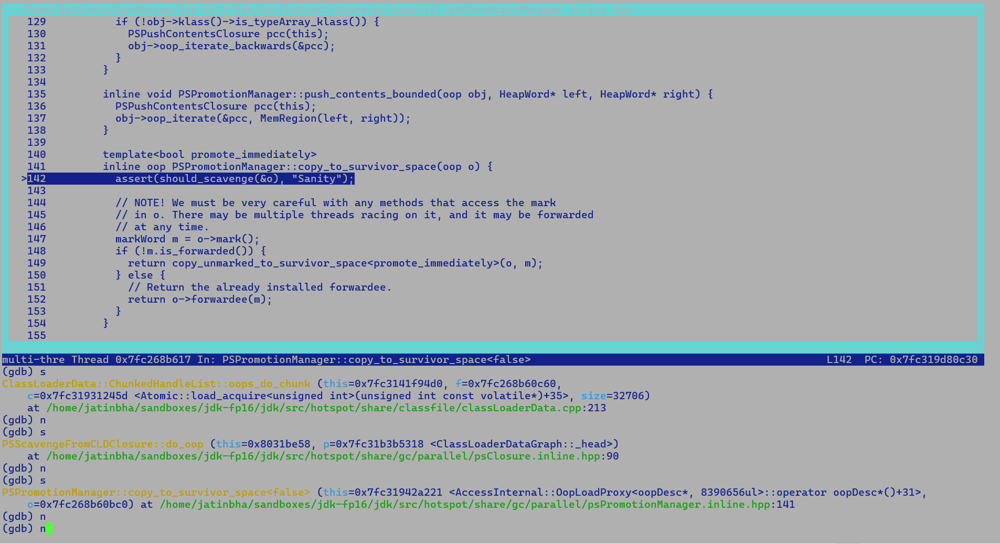 /home/jatinbha/sandboxes/jdk-fp16/jdk/src/hotspot/share/gc/parallel/psPromotionManager.inline.hpp
129           if (!obj->klass()->is_typeArray_klass()) {
130             PSPushContentsClosure pcc(this);
131             obj->oop_iterate_backwards(&pcc);
132           }
133         }
134
135         inline void PSPromotionManager::push_contents_bounded(oop obj, HeapWord* left, HeapWord* right) {
136           PSPushContentsClosure pcc(this);
137           obj->oop_iterate(&pcc, MemRegion(left, right));
138         }
139
140         template<bool promote_immediately>
141         inline oop PSPromotionManager::copy_to_survivor_space(oop o) {
>142           assert(should_scavenge(&o), "Sanity");
143
144           // NOTE! We must be very careful with any methods that access the mark
145           // in o. There may be multiple threads racing on it, and it may be forwarded
146           // at any time.
147           markWord m = o->mark();
148           if (!m.is_forwarded()) {
149             return copy_unmarked_to_survivor_space<promote_immediately>(o, m);
150           } else {
151             // Return the already installed forwardee.
152             return o->forwardee(m);
153           }
154         }
155
multi-thre Thread 0x7fc268b617 In: PSPromotionManager::copy_to_survivor_space<false> L142  PC: 0x7fc319d80c30
(gdb) s
ClassLoaderData::ChunkedHandleList::oops_do_chunk (this=0x7fc3141f94d0, f=0x7fc268b60c60,
    c=0x7fc31931245d <Atomic::load_acquire<unsigned int>(unsigned int const volatile*)+35>, size=32706)
    at /home/jatinbha/sandboxes/jdk-fp16/jdk/src/hotspot/share/classfile/classLoaderData.cpp:213
(gdb) n
(gdb) s
PSScavengeFromCLDClosure::do_oop (this=0x8031be58, p=0x7fc31b3b5318 <ClassLoaderDataGraph::_head>)
    at /home/jatinbha/sandboxes/jdk-fp16/jdk/src/hotspot/share/gc/parallel/psClosure.inline.hpp:90
(gdb) n
(gdb) s
PSPromotionManager::copy_to_survivor_space<false> (this=0x7fc31942a221 <AccessInternal::OopLoadProxy<oopDesc*, 8390656ul>::operator oopDesc*()+31>,
    o=0x7fc268b60bc0) at /home/jatinbha/sandboxes/jdk-fp16/jdk/src/hotspot/share/gc/parallel/psPromotionManager.inline.hpp:141
(gdb) n
(gdb) n